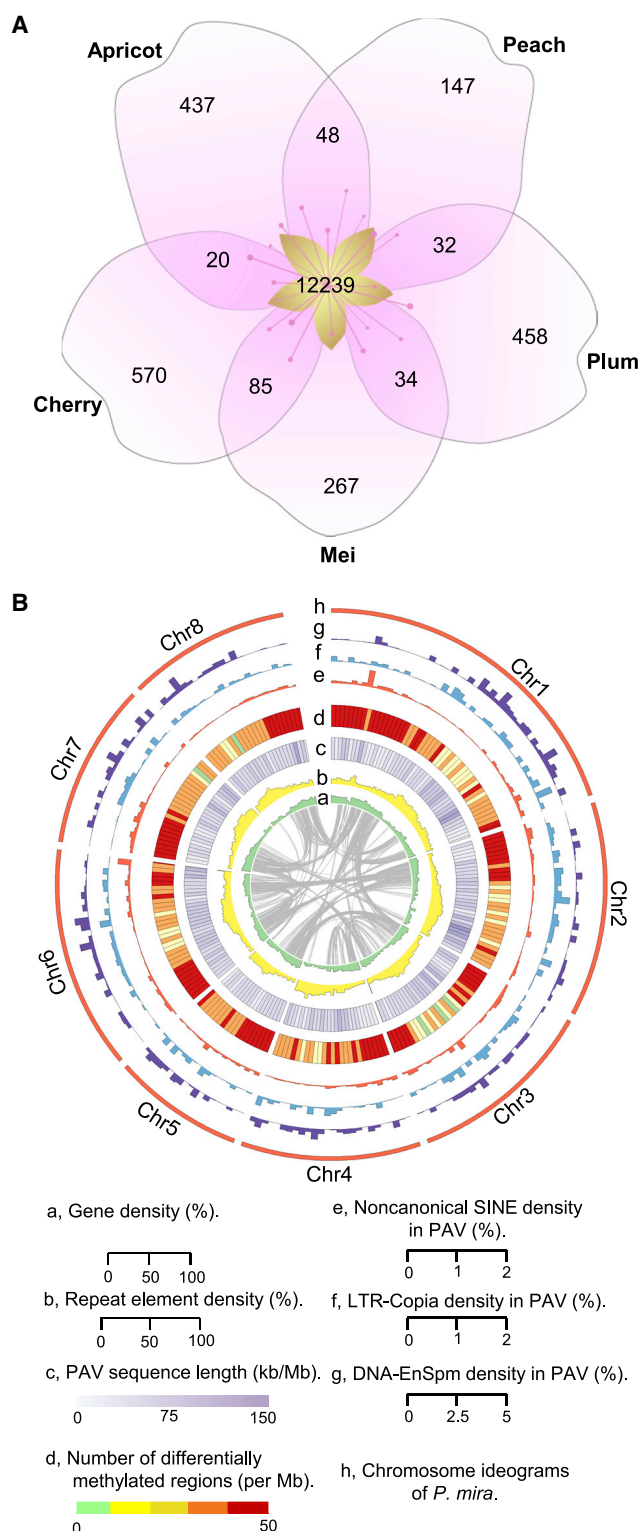 A
Apricot
Peach
437
147
48
20
32
12239
570
85
34
458
Cherry
Plum
267
Mei
B
h
g
f
e
d
c
b
a
Chr1
Chr2
Chr3
Chr4
Chr5
Chr6
Chr7
Chr8
a, Gene density (%).
0 50 100
b, Repeat element density (%).
0 50 100
c, PAV sequence length (kb/Mb).
0 75 150
d, Number of differentially
methylated regions (per Mb).
0 50
e, Noncanonical SINE density
in PAV (%).
0 1 2
f, LTR-Copia density in PAV (%).
0 1 2
g, DNA-EnSpm density in PAV (%).
0 2.5 5
h, Chromosome ideograms
of P. mira.